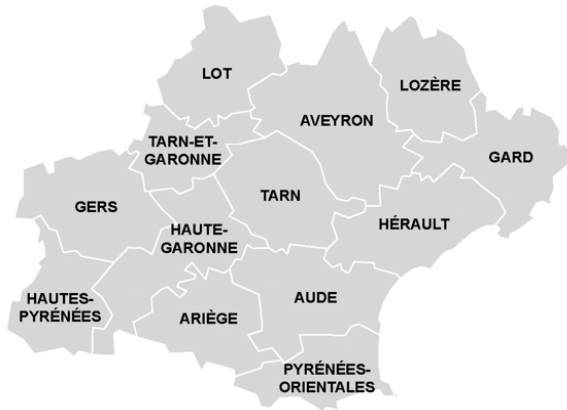 LOT
LOZÈRE
AVEYRON
TARN-ET-
GARONNE
GARD
TARN
GERS
HAUTE-
GARONNE
HÉRAULT
HAUTES-
PYRÉNÉES
AUDE
ARIÈGE
PYRÉNÉES-
ORIENTALES